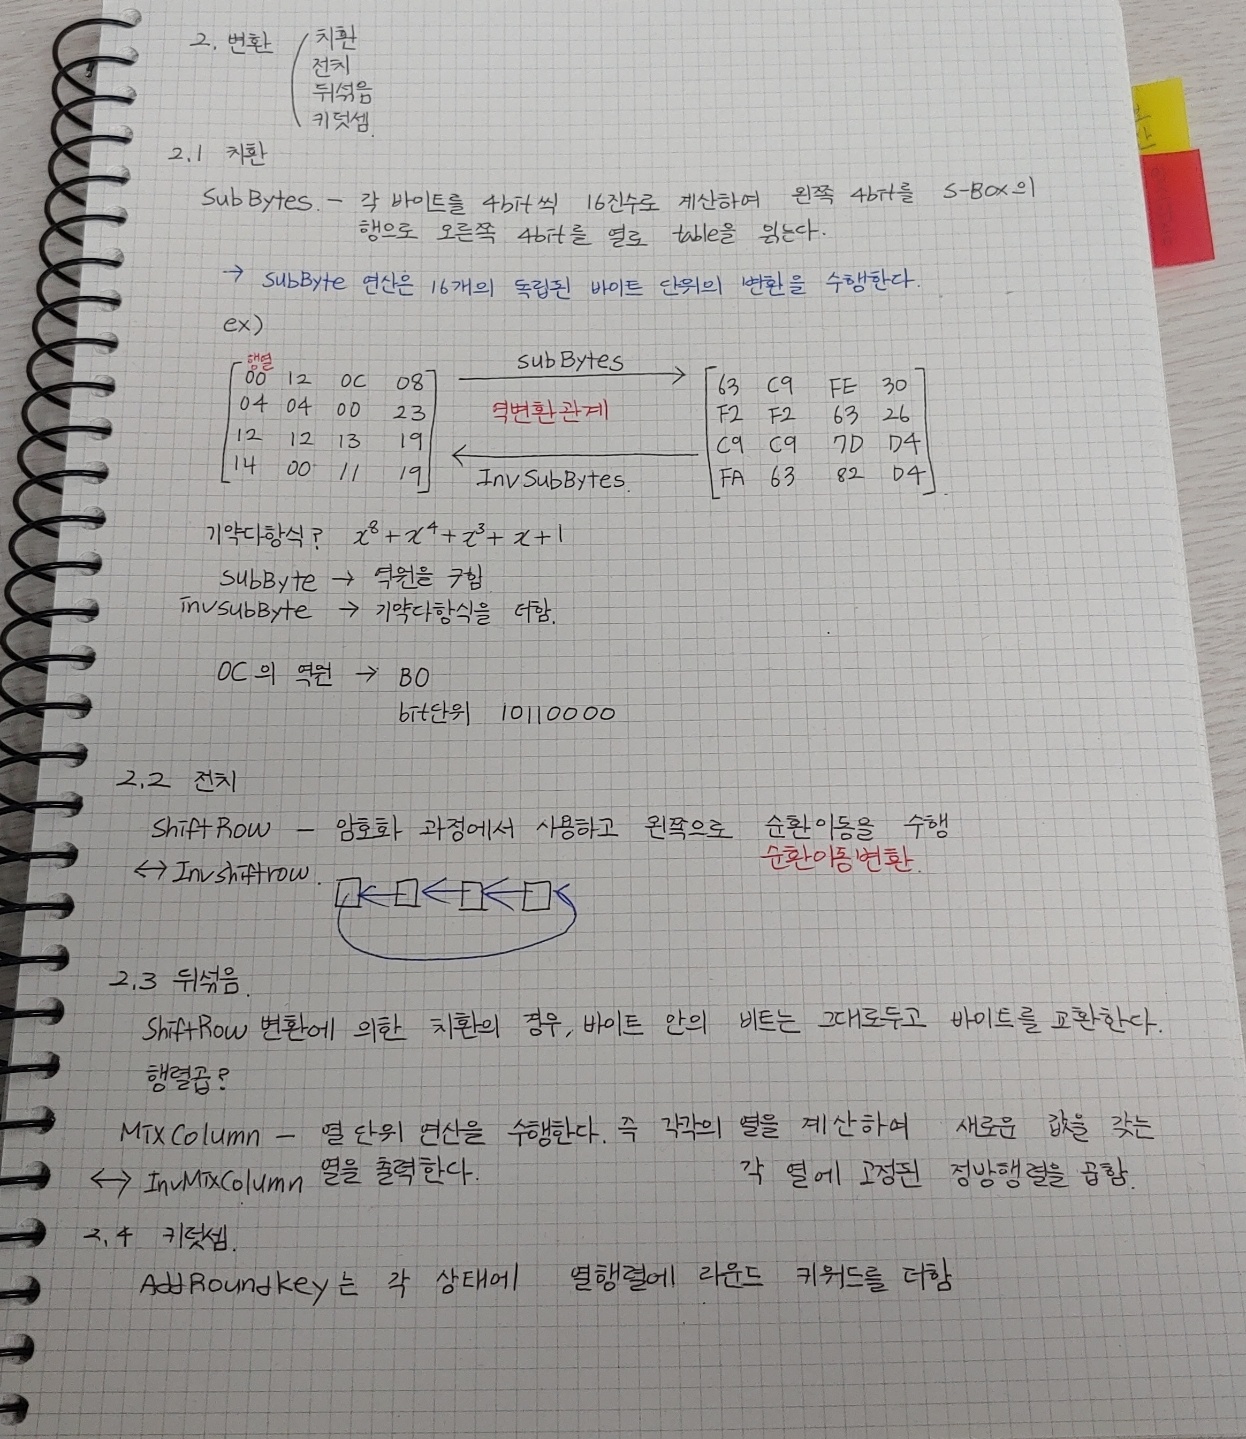 2. 변환 치환
전치
뒤섞음
키덧셈.
2.1 치환
SubBytes. - 각 바이트를 4bit씩 16진수로 계산하여 왼쪽 4bit를 S-BOX의
행으로 오른쪽 4bit를 열로 table을 읽는다.
→ SubByte 연산은 16개의 독립된 바이트 단위의 변환을 수행한다.
ex)
행열
00 12 0C 08
04 04 00 23
12 12 13 19
14 00 11 19
SubBytes
역변환관계
InvSubBytes.
63 C9 FE 30
F2 F2 63 26
C9 C9 7D D4
FA 63 82 D4
기약다항식? x⁸+x⁴+x³+x+1
SubByte → 역원을 구함
InvSubByte → 기약다항식을 더함.
0C의 역원 → B0
bit단위 10110000
2.2 전치
ShiftRow - 암호화 과정에서 사용하고 왼쪽으로 순환이동을 수행
순환이동변환.
↔ Invshiftrow.
2.3 뒤섞음.
ShiftRow 변환에 의한 치환의 경우, 바이트 안의 비트는 그대로두고 바이트를 교환한다.
행렬곱?
MixColumn - 열 단위 연산을 수행한다. 즉 각각의 열을 계산하여 새로운 값을 갖는
↔ InvMixColumn 열을 출력한다. 각 열에 고정된 정방행렬을 곱함.
2.4 키덧셈.
AddRoundkey는 각 상태에 열행렬에 라운드 키워드를 더함